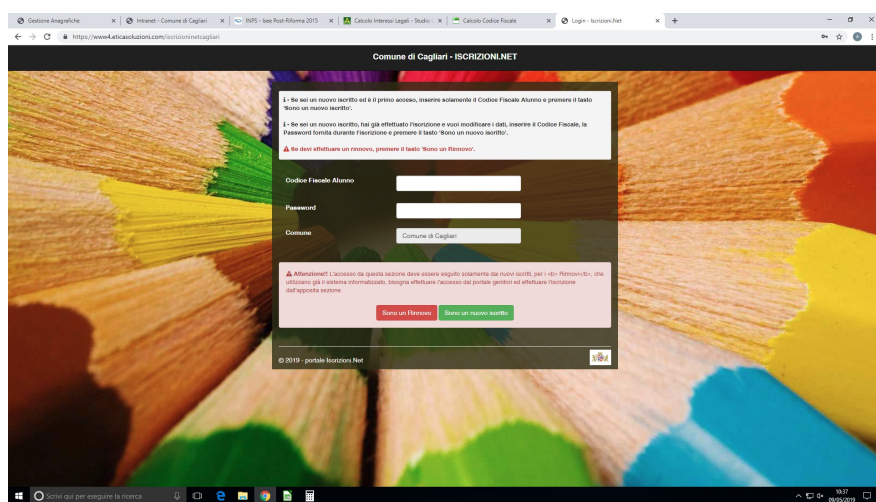 Gestione Anagrafiche
Intranet - Comune di Cagliari
INPS - Isee Post-Riforma 2015
Calcolo Interessi Legali - Studio
Calcolo Codice Fiscale
Login - Iscrizioni.Net
https://www4.eticasoluzioni.com/iscrizioninetcagliari
Comune di Cagliari - ISCRIZIONI.NET
i - Se sei un nuovo iscritto ed è il primo accesso, inserire solamente il Codice Fiscale Alunno e premere il tasto
'Sono un nuovo iscritto'.
i - Se sei un nuovo iscritto, hai già effettuato l'iscrizione e vuoi modificare i dati, inserire il Codice Fiscale, la
Password fornita durante l'iscrizione e premere il tasto 'Sono un nuovo iscritto'.
Se devi effettuare un rinnovo, premere il tasto 'Sono un Rinnovo'.
Codice Fiscale Alunno
Password
Comune
Comune di Cagliari
Attenzione!! L'accesso da questa sezione deve essere esguito solamente dai nuovi iscritti, per i <b> Rinnovi</b>, che
utilizzano già il sistema informatizzato, bisogna effettuare l'accesso dal portale genitori ed effettuare l'iscrizione
dall'apposita sezione.
Sono un Rinnovo
Sono un nuovo iscritto
© 2019 - portale Iscrizioni.Net
Scrivi qui per eseguire la ricerca
10:37
09/05/2019